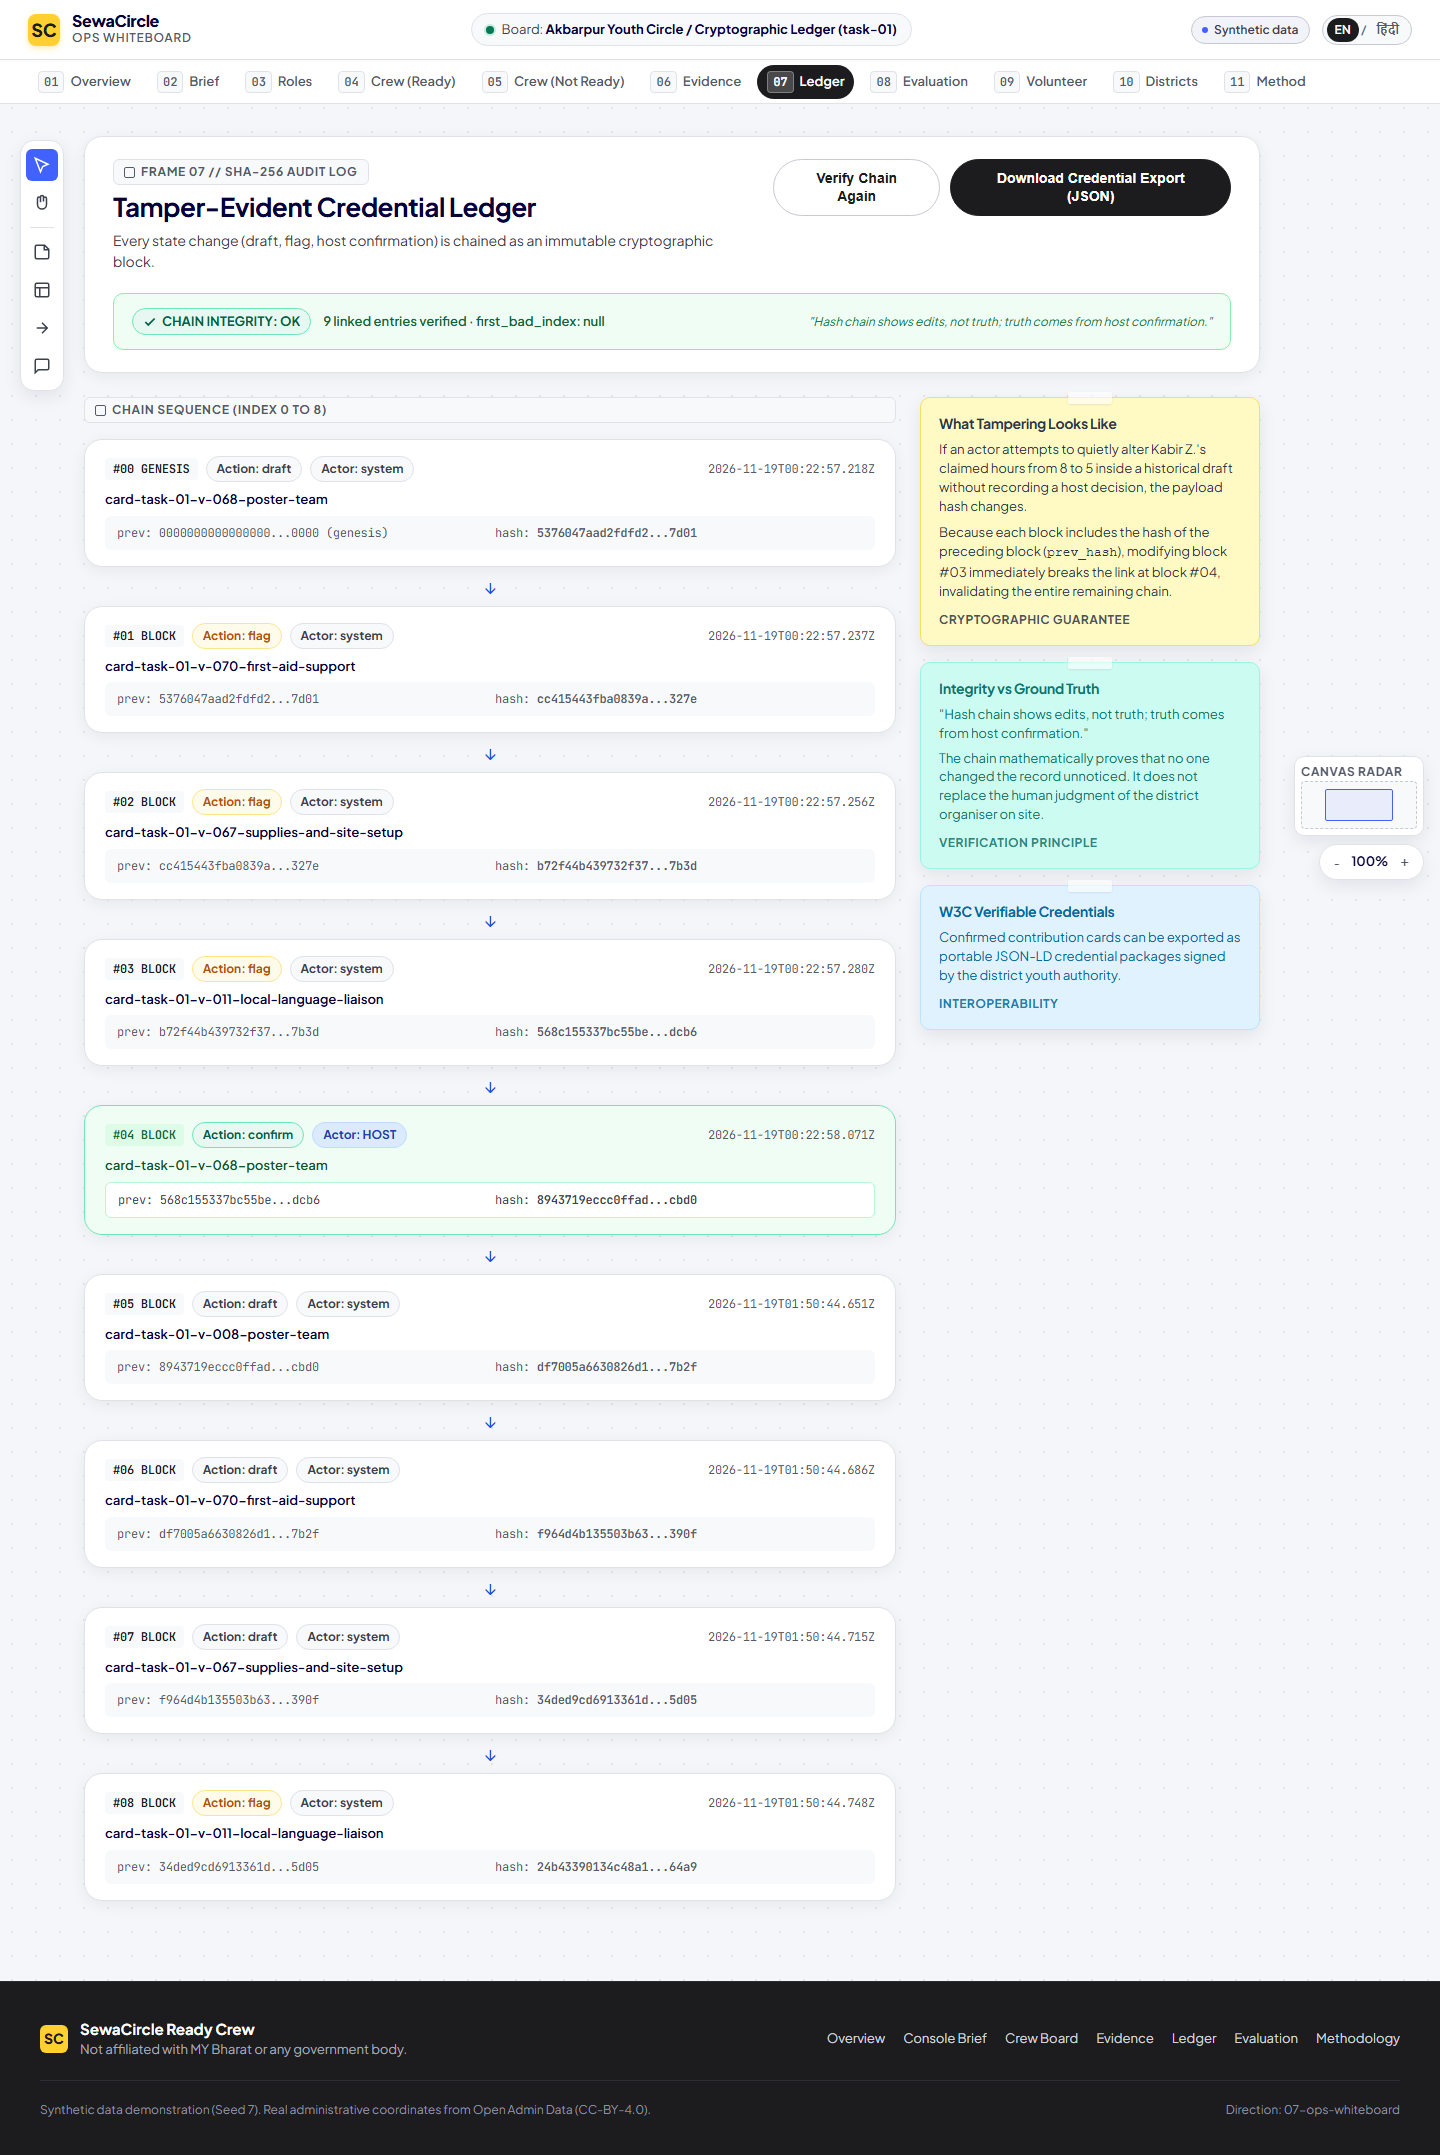 SC
SewaCircle
OPS WHITEBOARD
Board: Akbarpur Youth Circle / Cryptographic Ledger (task-01)
Synthetic data
EN / हिंदी
01 Overview
02 Brief
03 Roles
04 Crew (Ready)
05 Crew (Not Ready)
06 Evidence
07 Ledger
08 Evaluation
09 Volunteer
10 Districts
11 Method
FRAME 07 // SHA-256 AUDIT LOG
Tamper-Evident Credential Ledger
Every state change (draft, flag, host confirmation) is chained as an immutable cryptographic
block.
Verify Chain
Again
Download Credential Export
(JSON)
CHAIN INTEGRITY: OK
9 linked entries verified · first_bad_index: null
"Hash chain shows edits, not truth; truth comes from host confirmation."
CHAIN SEQUENCE (INDEX 0 TO 8)
#00 GENESIS Action: draft Actor: system 2026-11-19T00:22:57.218Z
card-task-01-v-068-poster-team
prev: 0000000000000000...0000 (genesis) hash: 5376047aad2fdfd2...7d01
#01 BLOCK Action: flag Actor: system 2026-11-19T00:22:57.237Z
card-task-01-v-070-first-aid-support
prev: 5376047aad2fdfd2...7d01 hash: cc415443fba0839a...327e
#02 BLOCK Action: flag Actor: system 2026-11-19T00:22:57.256Z
card-task-01-v-067-supplies-and-site-setup
prev: cc415443fba0839a...327e hash: b72f44b439732f37...7b3d
#03 BLOCK Action: flag Actor: system 2026-11-19T00:22:57.280Z
card-task-01-v-011-local-language-liaison
prev: b72f44b439732f37...7b3d hash: 568c155337bc55be...dcb6
#04 BLOCK Action: confirm Actor: HOST 2026-11-19T00:22:58.071Z
card-task-01-v-068-poster-team
prev: 568c155337bc55be...dcb6 hash: 8943719eccc0ffad...cbd0
#05 BLOCK Action: draft Actor: system 2026-11-19T01:50:44.651Z
card-task-01-v-008-poster-team
prev: 8943719eccc0ffad...cbd0 hash: df7005a6630826d1...7b2f
#06 BLOCK Action: draft Actor: system 2026-11-19T01:50:44.686Z
card-task-01-v-070-first-aid-support
prev: df7005a6630826d1...7b2f hash: f964d4b135503b63...390f
#07 BLOCK Action: draft Actor: system 2026-11-19T01:50:44.715Z
card-task-01-v-067-supplies-and-site-setup
prev: f964d4b135503b63...390f hash: 34ded9cd6913361d...5d05
#08 BLOCK Action: flag Actor: system 2026-11-19T01:50:44.748Z
card-task-01-v-011-local-language-liaison
prev: 34ded9cd6913361d...5d05 hash: 24b43390134c48a1...64a9
What Tampering Looks Like
If an actor attempts to quietly alter Kabir Z.'s
claimed hours from 8 to 5 inside a historical draft
without recording a host decision, the payload
hash changes.
Because each block includes the hash of the
preceding block (prev_hash), modifying block
#03 immediately breaks the link at block #04,
invalidating the entire remaining chain.
CRYPTOGRAPHIC GUARANTEE
Integrity vs Ground Truth
"Hash chain shows edits, not truth; truth comes
from host confirmation."
The chain mathematically proves that no one
changed the record unnoticed. It does not
replace the human judgment of the district
organiser on site.
VERIFICATION PRINCIPLE
W3C Verifiable Credentials
Confirmed contribution cards can be exported as
portable JSON-LD credential packages signed
by the district youth authority.
INTEROPERABILITY
CANVAS RADAR
- 100% +
SC
SewaCircle Ready Crew
Not affiliated with MY Bharat or any government body.
Overview Console Brief Crew Board Evidence Ledger Evaluation Methodology
Synthetic data demonstration (Seed 7). Real administrative coordinates from Open Admin Data (CC-BY-4.0).
Direction: 07-ops-whiteboard